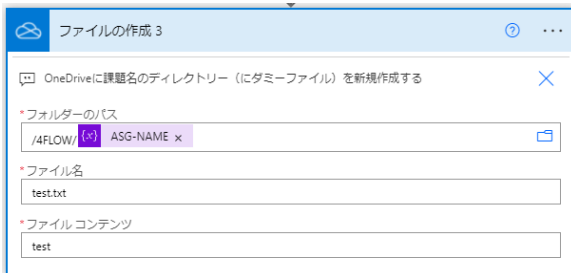 ファイルの作成 3
OneDriveに課題名のディレクトリー（にダミーファイル）を新規作成する
*フォルダーのパス
/4FLOW/ {x} ASG-NAME ×
*ファイル名
test.txt
*ファイル コンテンツ
test